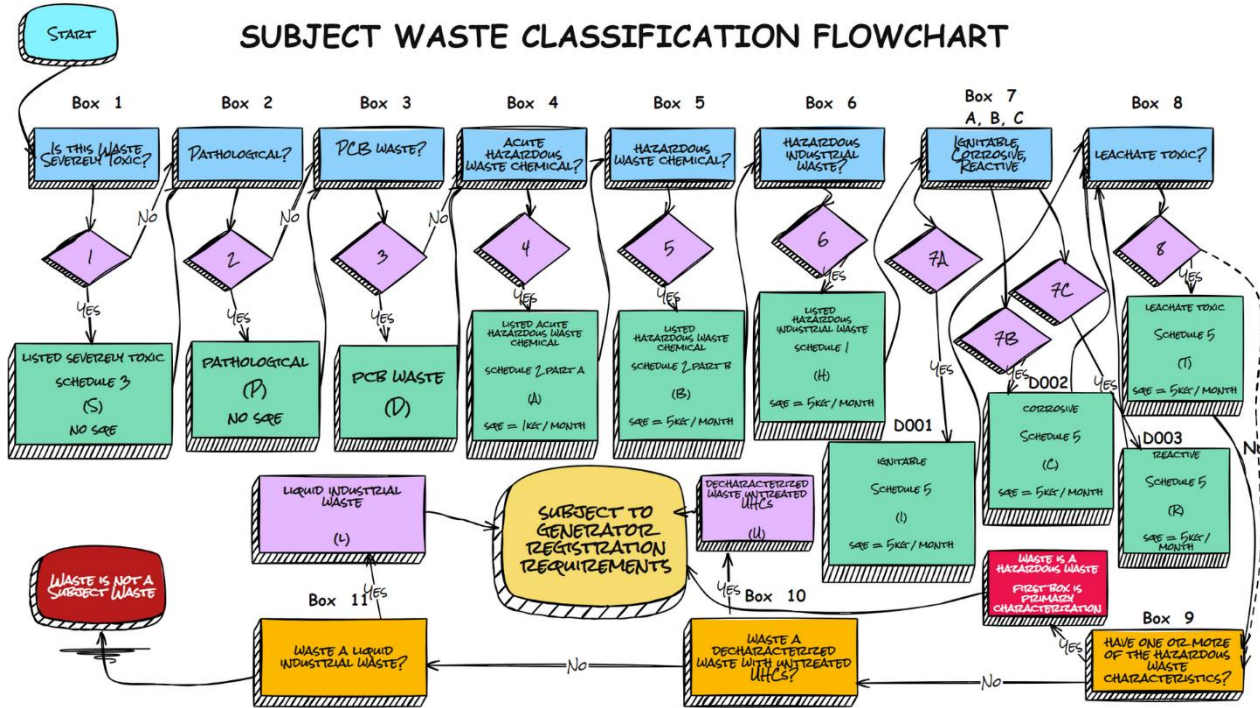 START
SUBJECT WASTE CLASSIFICATION FLOWCHART
Box 1
Box 2
Box 3
Box 4
Box 5
Box 6
Box 7
A, B, C
Box 8
IS THIS WASTE
SEVERELY TOXIC?
PATHOLOGICAL?
PCB WASTE?
ACUTE
HAZARDOUS
WASTE CHEMICAL?
HAZARDOUS
WASTE CHEMICAL?
HAZARDOUS
INDUSTRIAL
WASTE?
IGNITABLE,
CORROSIVE,
REACTIVE
LEACHATE TOXIC?
No
No
No
1
2
3
4
5
6
7A
7B
7C
8
YES
YES
YES
YES
YES
YES
YES
YES
YES
YES
LISTED SEVERELY TOXIC
SCHEDULE 3
(S)
NO SQE
PATHOLOGICAL
(P)
NO SQE
PCB WASTE
(D)
LISTED ACUTE
HAZARDOUS WASTE
CHEMICAL
SCHEDULE 2 PART A
(A)
SQE = 1KG / MONTH
LISTED
HAZARDOUS WASTE
CHEMICAL
SCHEDULE 2 PART B
(B)
SQE = 5KG / MONTH
LISTED
HAZARDOUS
INDUSTRIAL WASTE
SCHEDULE 1
(H)
SQE = 5KG / MONTH
D001
IGNITABLE
SCHEDULE 5
(I)
SQE = 5KG / MONTH
D002
CORROSIVE
SCHEDULE 5
(C)
SQE = 5KG / MONTH
D003
REACTIVE
SCHEDULE 5
(R)
SQE = 5KG /
MONTH
LEACHATE TOXIC
SCHEDULE 5
(T)
SQE = 5KG / MONTH
LIQUID INDUSTRIAL
WASTE
(L)
SUBJECT TO
GENERATOR
REGISTRATION
REQUIREMENTS
DECHARACTERIZED
WASTE UNTREATED
UHCS
(U)
WASTE IS NOT A
SUBJECT WASTE
WASTE IS A
HAZARDOUS WASTE
FIRST BOX IS
PRIMARY
CHARACTERIZATION
Box 11
YES
WASTE A LIQUID
INDUSTRIAL WASTE?
No
YES
Box 10
WASTE A
DECHARACTERIZED
WASTE WITH UNTREATED
UHCS?
No
Box 9
YES
HAVE ONE OR MORE
OF THE HAZARDOUS
WASTE
CHARACTERISTICS?